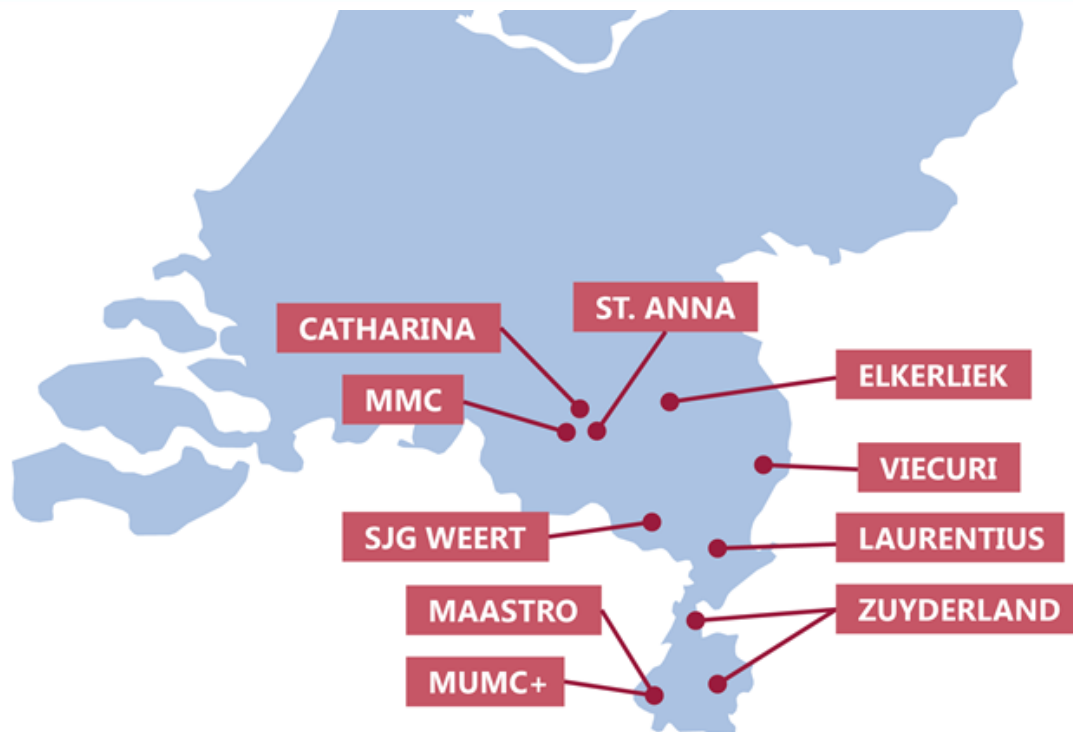 ST. ANNA
CATHARINA
ELKERLIEK
MMC
VIECURI
SJG WEERT
LAURENTIUS
MAASTRO
ZUYDERLAND
MUMC+